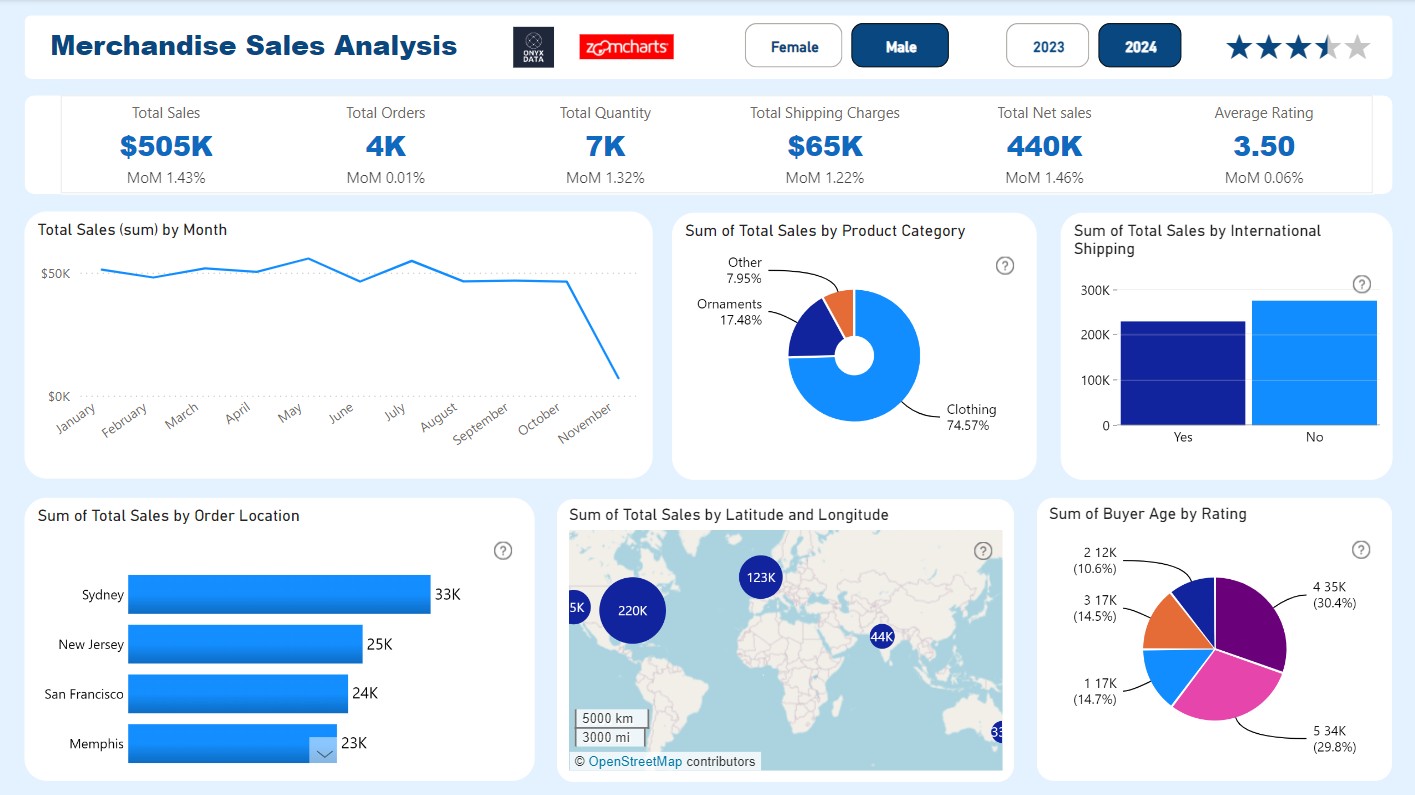 Merchandise Sales Analysis
ONYX
DATA
zoomcharts
Female
Male
2023
2024
Total Sales
$505K
MoM 1.43%
Total Orders
4K
MoM 0.01%
Total Quantity
7K
MoM 1.32%
Total Shipping Charges
$65K
MoM 1.22%
Total Net sales
440K
MoM 1.46%
Average Rating
3.50
MoM 0.06%
Total Sales (sum) by Month
$50K
$0K
January
February
March
April
May
June
July
August
September
October
November
Sum of Total Sales by Product Category
?
Other
7.95%
Ornaments
17.48%
Clothing
74.57%
Sum of Total Sales by International
Shipping
?
300K
200K
100K
0
Yes
No
Sum of Total Sales by Order Location
?
Sydney
33K
New Jersey
25K
San Francisco
24K
Memphis
23K
Sum of Total Sales by Latitude and Longitude
?
5K
220K
123K
44K
33
5000 km
3000 mi
© OpenStreetMap contributors
Sum of Buyer Age by Rating
?
2 12K
(10.6%)
3 17K
(14.5%)
1 17K
(14.7%)
4 35K
(30.4%)
5 34K
(29.8%)